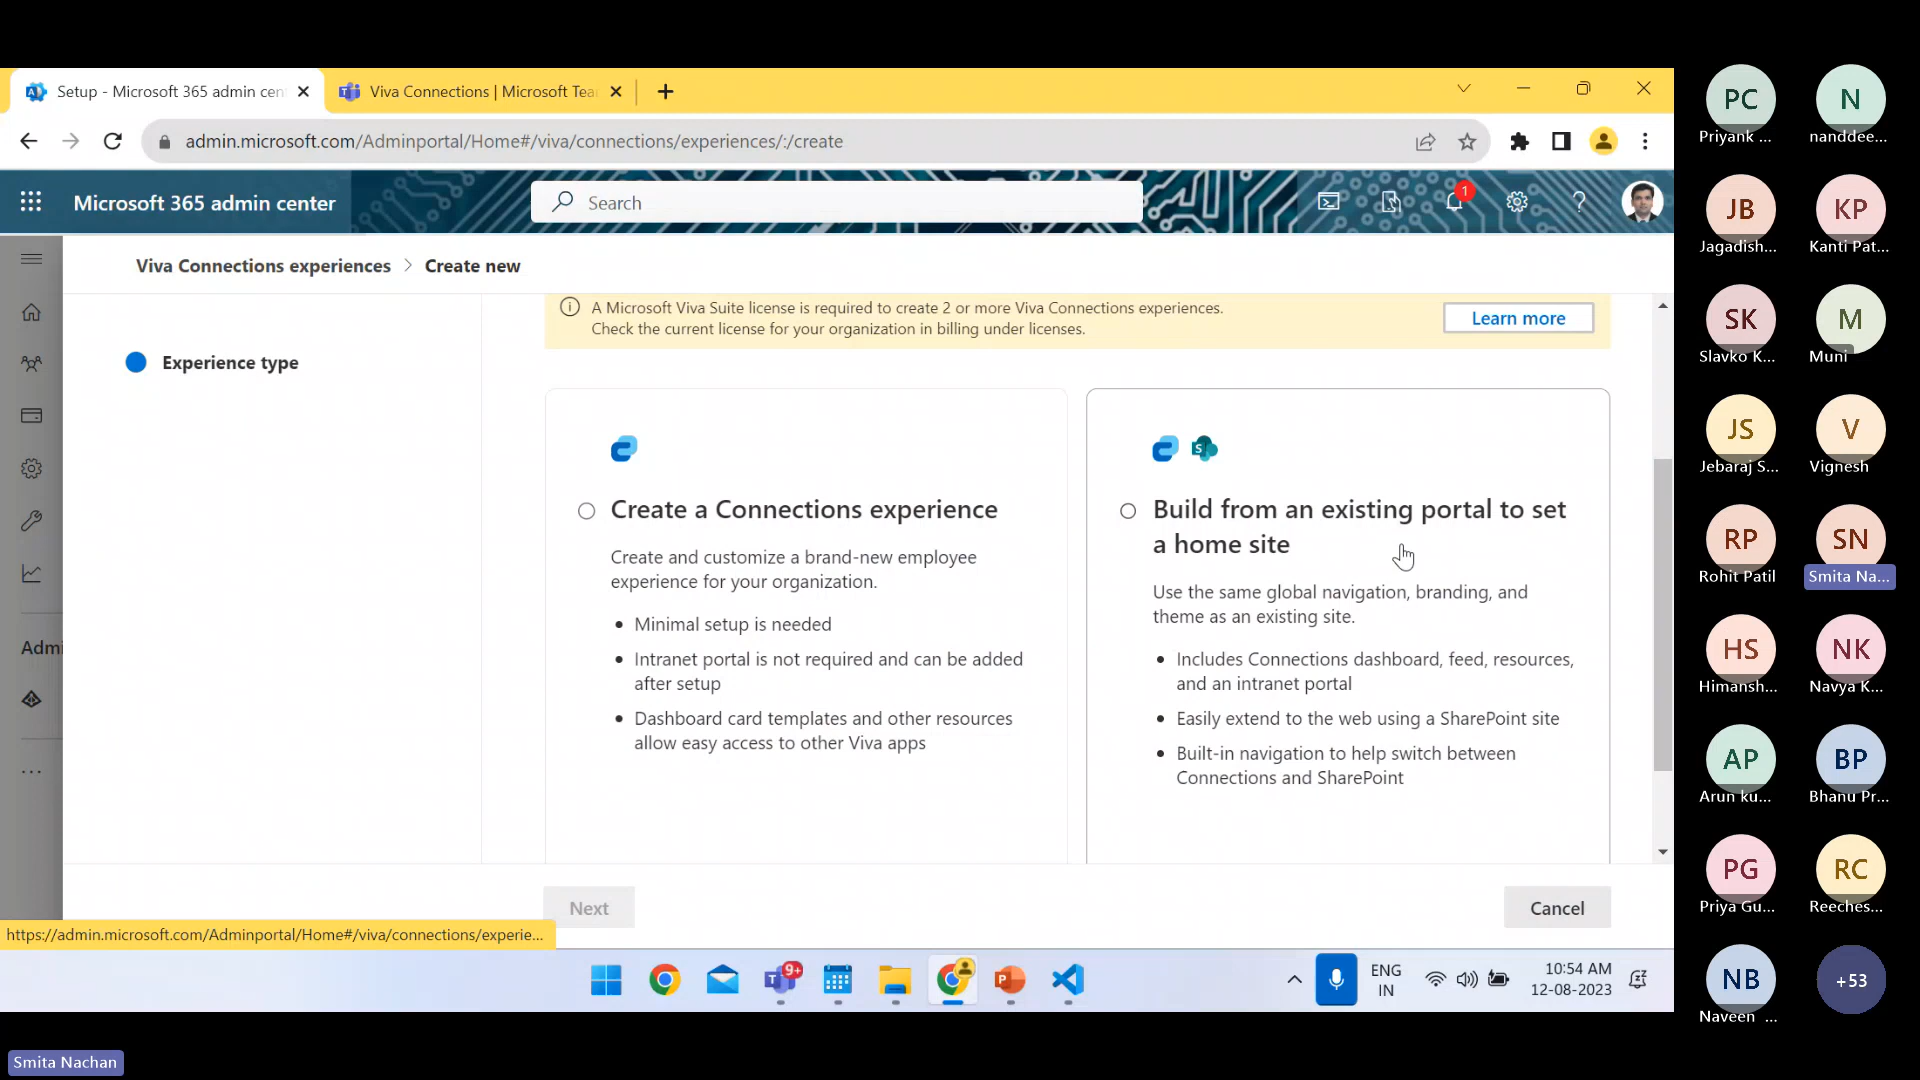 Setup - Microsoft 365 admin cen
Viva Connections | Microsoft Tea
admin.microsoft.com/Adminportal/Home#/viva/connections/experiences/:/create
Microsoft 365 admin center
Search
1
Viva Connections experiences > Create new
A Microsoft Viva Suite license is required to create 2 or more Viva Connections experiences.
Check the current license for your organization in billing under licenses.
Learn more
Experience type
Admi
Create a Connections experience
Create and customize a brand-new employee
experience for your organization.
• Minimal setup is needed
• Intranet portal is not required and can be added
after setup
• Dashboard card templates and other resources
allow easy access to other Viva apps
Build from an existing portal to set
a home site
Use the same global navigation, branding, and
theme as an existing site.
• Includes Connections dashboard, feed, resources,
and an intranet portal
• Easily extend to the web using a SharePoint site
• Built-in navigation to help switch between
Connections and SharePoint
Next
Cancel
https://admin.microsoft.com/Adminportal/Home#/viva/connections/experie...
9+
ENG
IN
10:54 AM
12-08-2023
PC
Priyank ...
N
nanddee...
JB
Jagadish...
KP
Kanti Pat...
SK
Slavko K...
M
Muni
JS
Jebaraj S...
V
Vignesh
RP
Rohit Patil
SN
Smita Na...
HS
Himansh...
NK
Navya K...
AP
Arun ku...
BP
Bhanu Pr...
PG
Priya Gu...
RC
Reeches...
NB
Naveen ...
+53
Smita Nachan